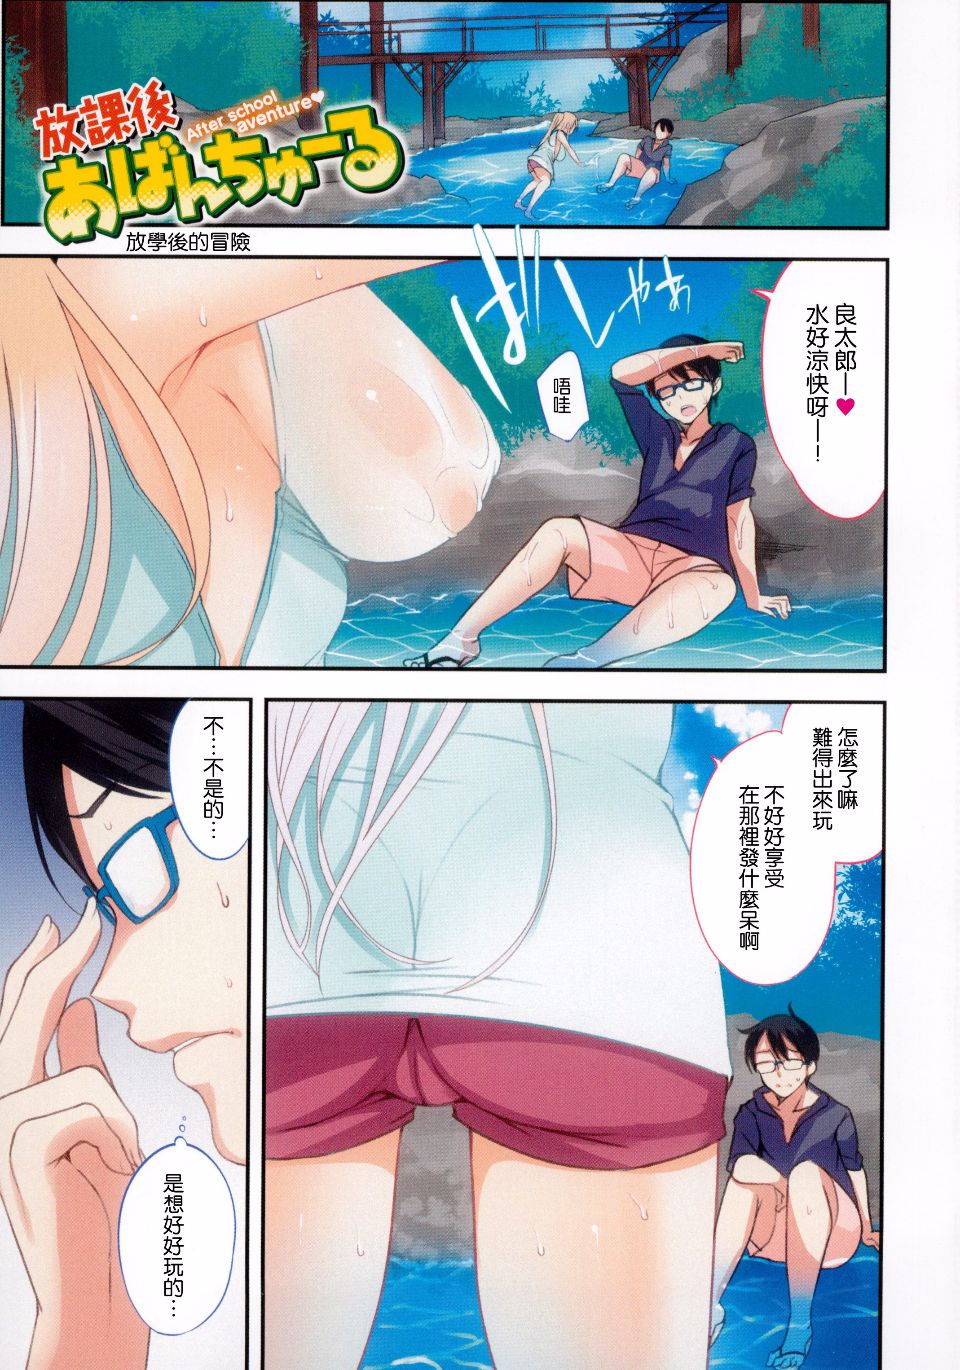 放課後
After school
aventure♥
あばんちゅーる
放學後的冒險
良太郎ー♥
水好涼快呀ー！
ばしゃぁ
唔哇
怎麼了嘛
難得出來玩
不好好享受
在那裡發什麼呆啊
不…不是的…
是想好好玩的…